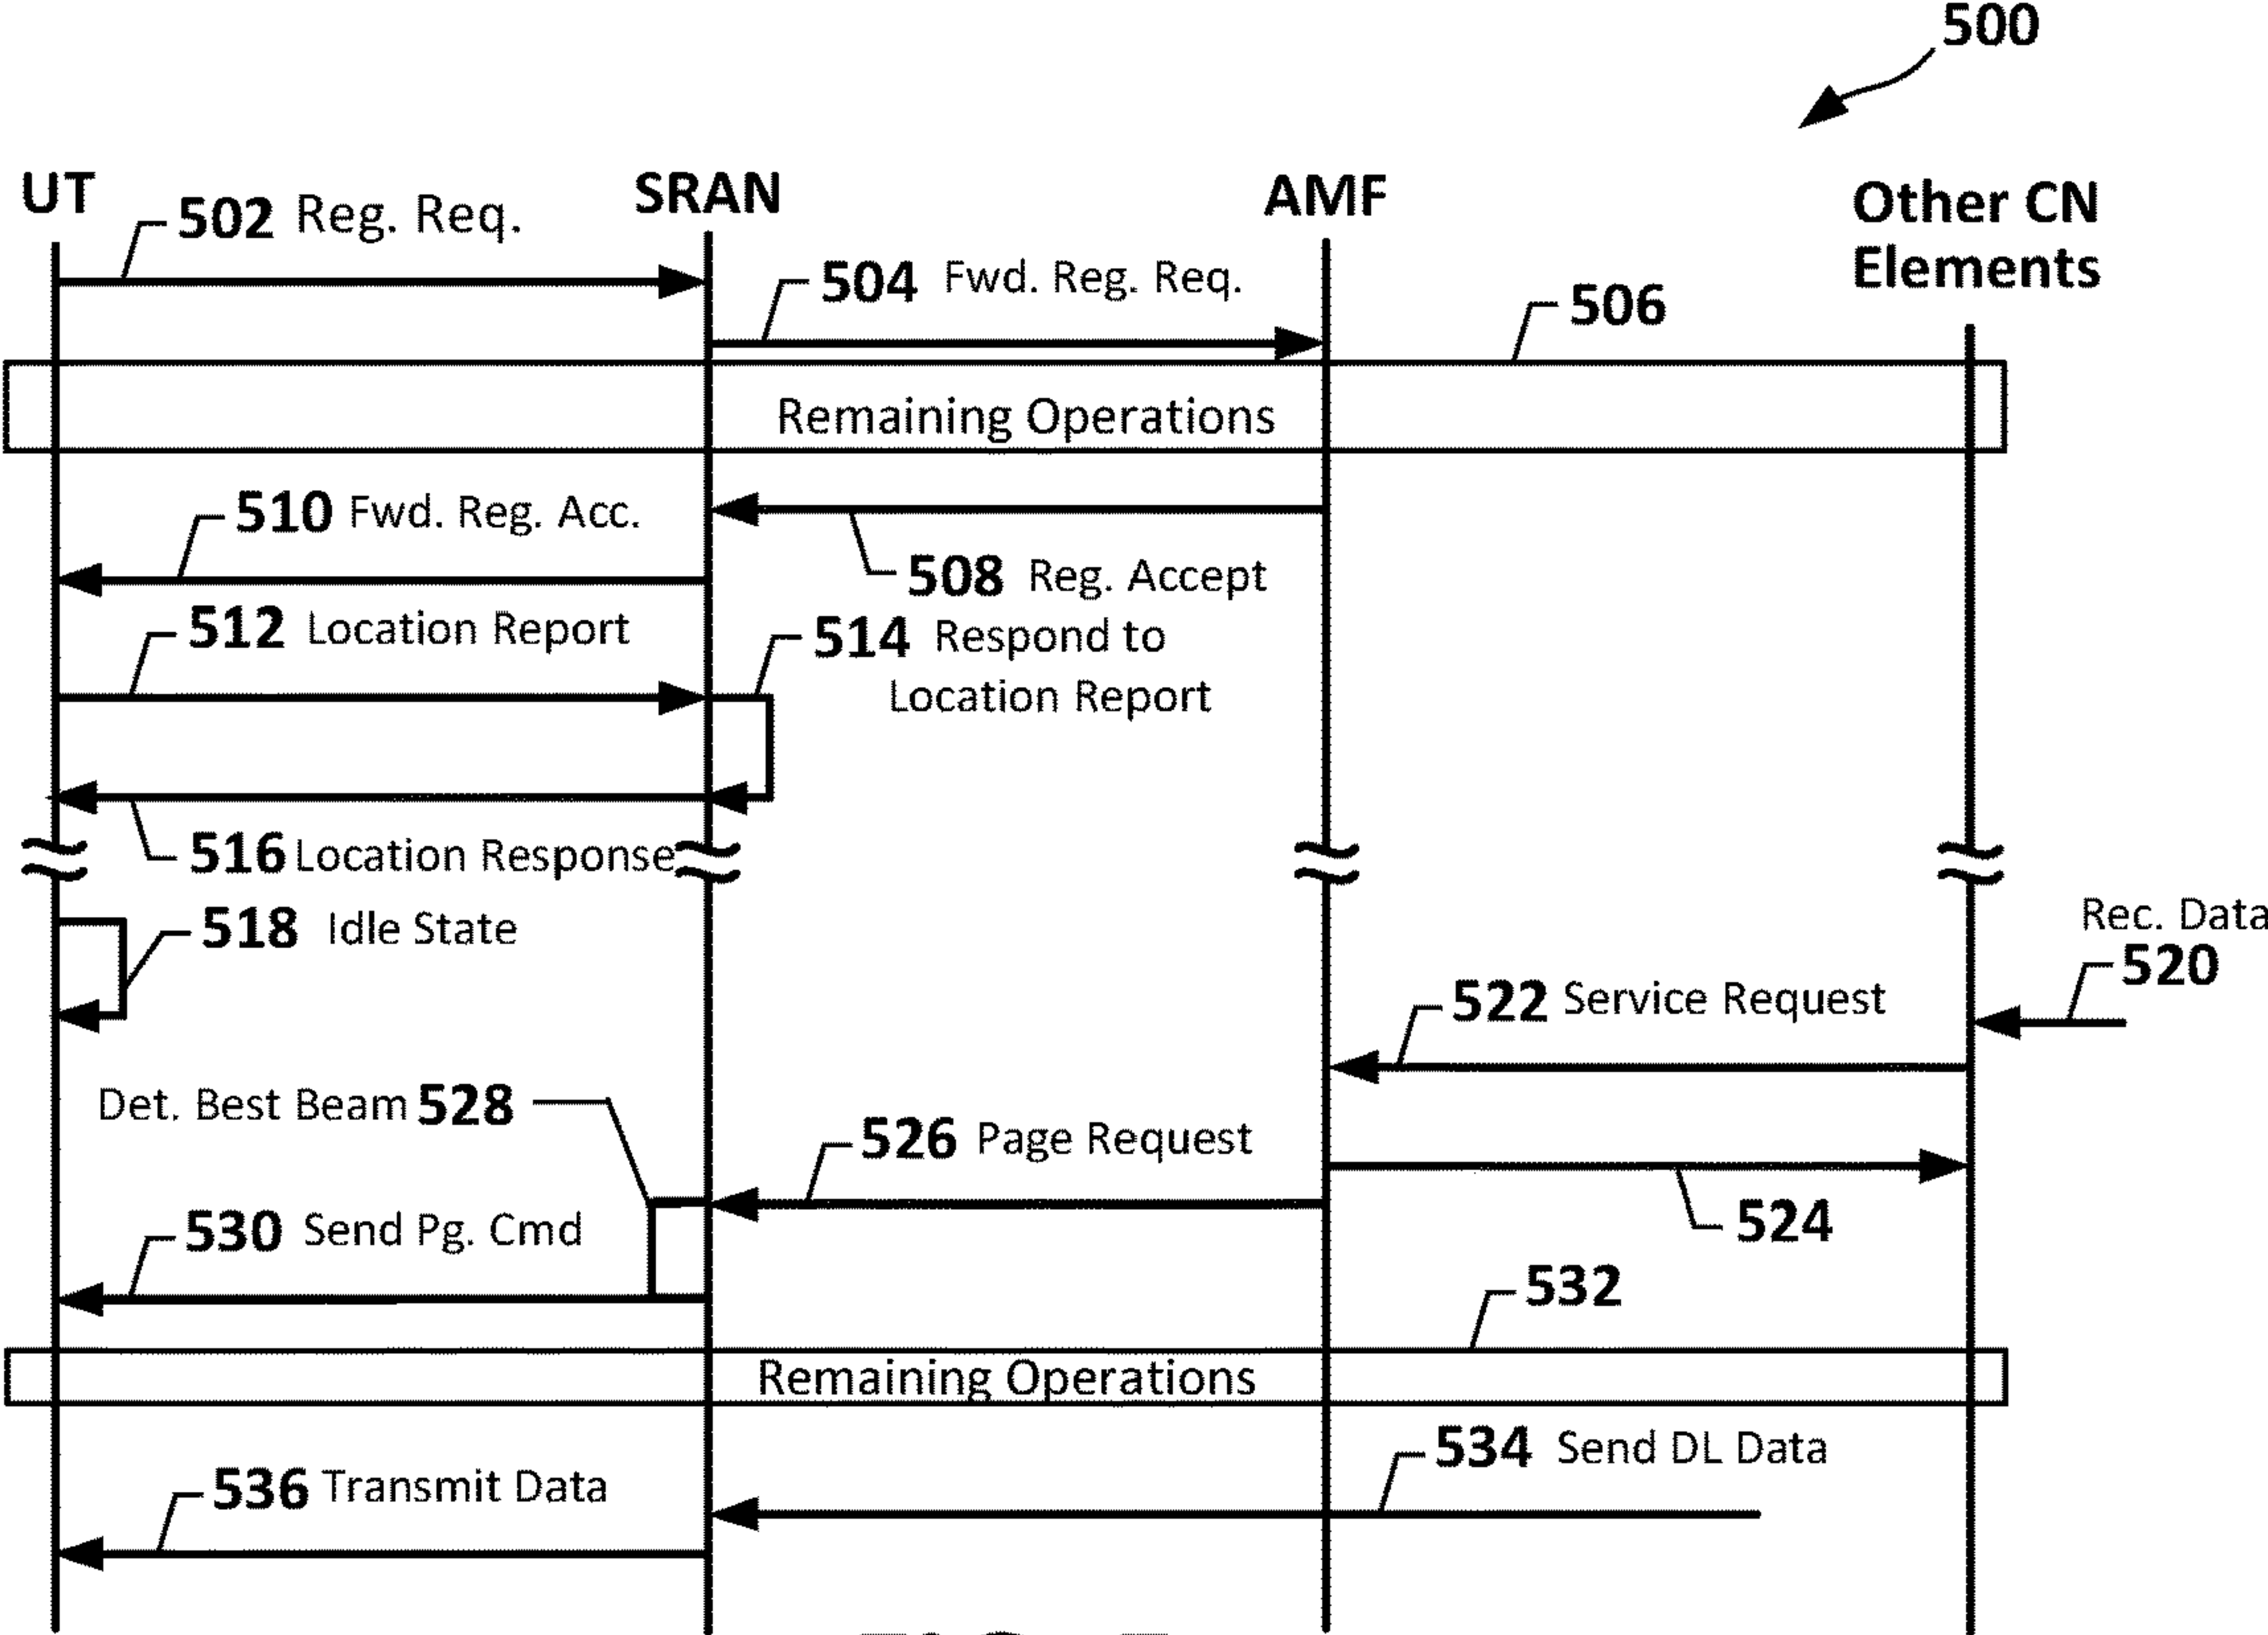 500
UT
SRAN
AMF
Other CN
Elements
502 Reg. Req.
504 Fwd. Reg. Req.
506
Remaining Operations
510 Fwd. Reg. Acc.
508 Reg. Accept
512 Location Report
514 Respond to
Location Report
516 Location Response
518 Idle State
Rec. Data
520
522 Service Request
Det. Best Beam 528
526 Page Request
524
530 Send Pg. Cmd
532
Remaining Operations
534 Send DL Data
536 Transmit Data